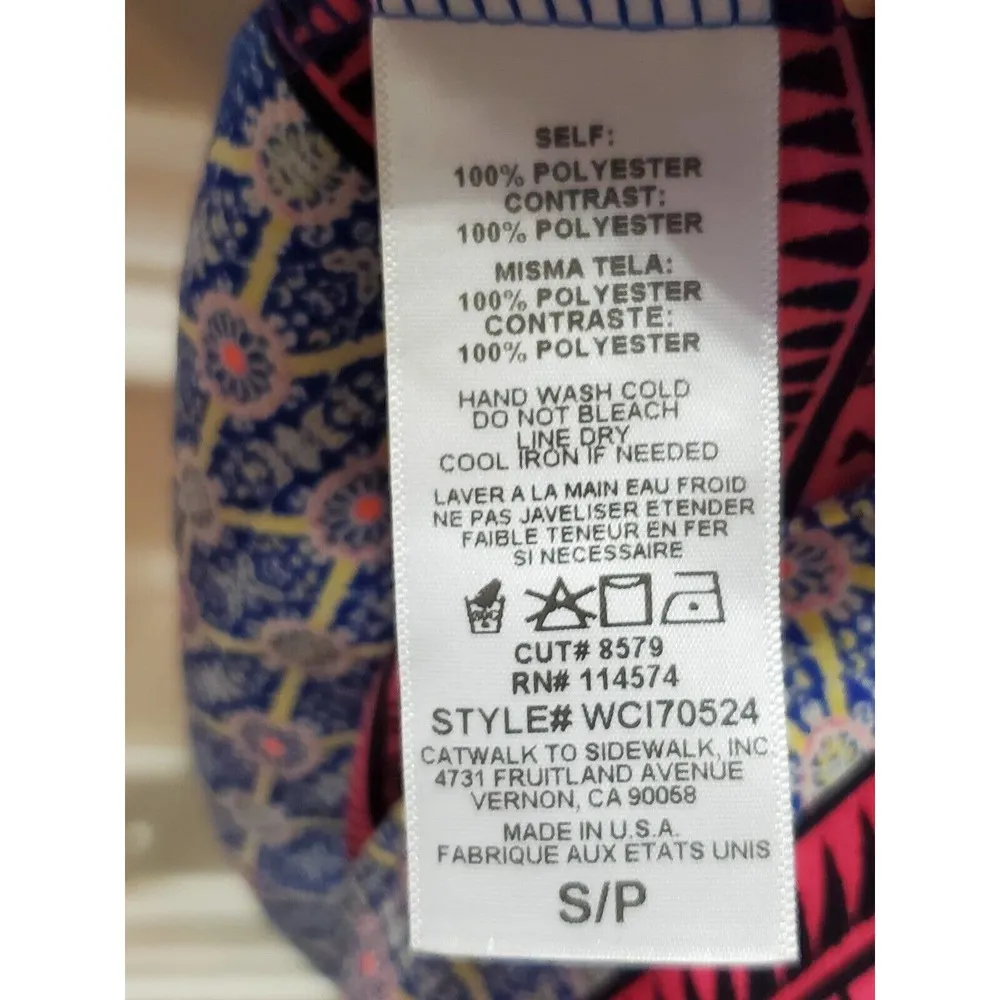 SELF:
100% POLYESTER
CONTRAST:
100% POLYESTER
MISMA TELA:
100% POLYESTER
CONTRASTE:
100% POLYESTER
HAND WASH COLD
DO NOT BLEACH
LINE DRY
COOL IRON IF NEEDED
LAVER A LA MAIN EAU FROID
NE PAS JAVELISER ETENDER
FAIBLE TENEUR EN FER
SI NECESSAIRE
CUT# 8579
RN# 114574
STYLE# WCI70524
CATWALK TO SIDEWALK, INC.
4731 FRUITLAND AVENUE
VERNON, CA 90058
MADE IN U.S.A.
FABRIQUE AUX ETATS UNIS
S/P